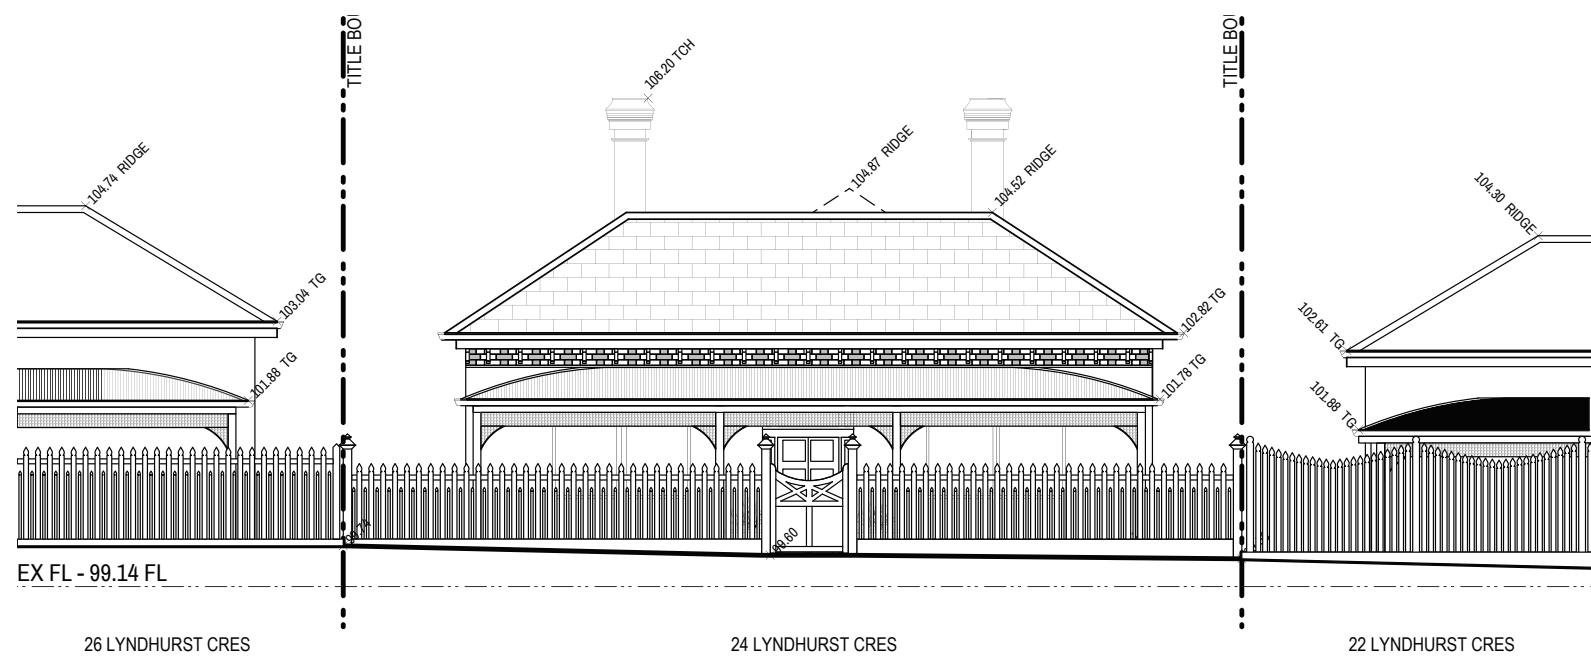 TITLE BO
TITLE BO
106.20 TCH
104.74 RIDGE
104.87 RIDGE
104.52 RIDGE
104.30 RIDGE
103.04 TG
102.82 TG
102.61 TG
101.88 TG
101.78 TG
101.88 TG
99.74
99.60
EX FL - 99.14 FL
26 LYNDHURST CRES
24 LYNDHURST CRES
22 LYNDHURST CRES